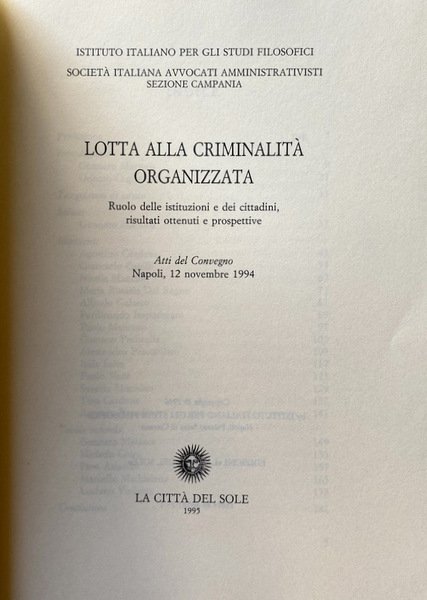 ISTITUTO ITALIANO PER GLI STUDI FILOSOFICI
SOCIETÀ ITALIANA AVVOCATI AMMINISTRATIVISTI
SEZIONE CAMPANIA
LOTTA ALLA CRIMINALITÀ
ORGANIZZATA
Ruolo delle istituzioni e dei cittadini,
risultati ottenuti e prospettive
Atti del Convegno
Napoli, 12 novembre 1994
LA CITTÀ DEL SOLE
1995